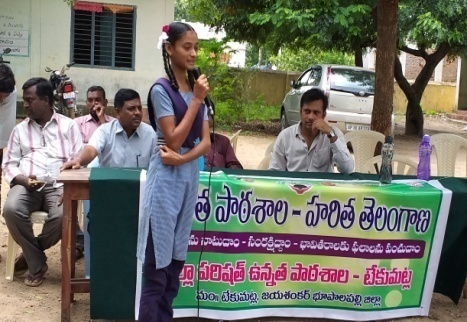 పాఠశాల - హరిత తెలంగాణ
నాటుదాం - సంరక్షిద్దాం - భావితరాలకు ఫలాలను పంచుదాం
పరిషత్ ఉన్నత పాఠశాల - టేకుమట్ల
మం॥ టేకుమట్ల, జయశంకర్ భూపాలపల్లి జిల్లా